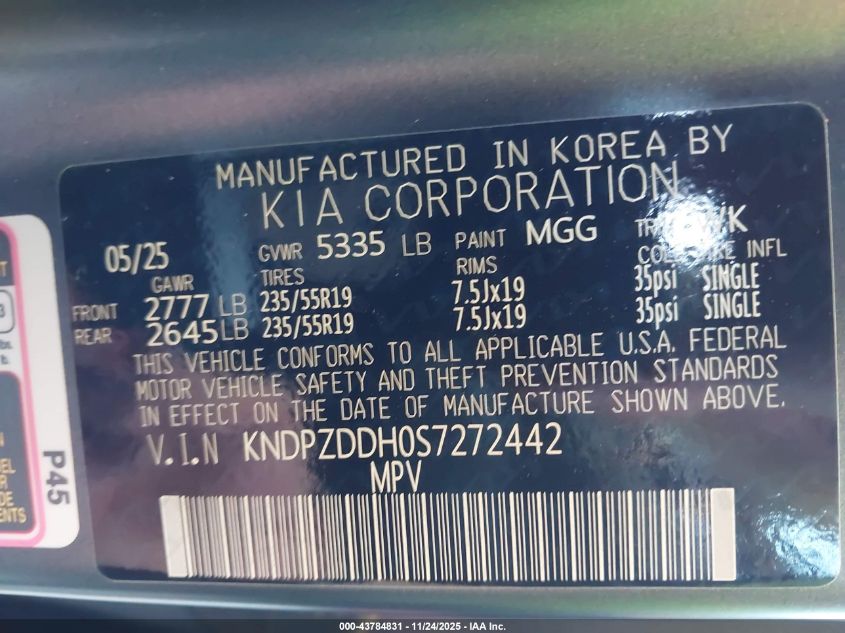 MANUFACTURED IN KOREA BY
KIA CORPORATION
05/25 GVWR 5335 LB PAINT MGG
GAWR TIRES RIMS INFL
FRONT 2777 LB 235/55R19 7.5Jx19 35psi SINGLE
REAR 2645 LB 235/55R19 7.5Jx19 35psi SINGLE
THIS VEHICLE CONFORMS TO ALL APPLICABLE U.S.A. FEDERAL
MOTOR VEHICLE SAFETY AND THEFT PREVENTION STANDARDS
IN EFFECT ON THE DATE OF MANUFACTURE SHOWN ABOVE.
V.I.N KNDPZDDH0S7272442
MPV
P45
000-43784831 - 11/24/2025 - IAA Inc.